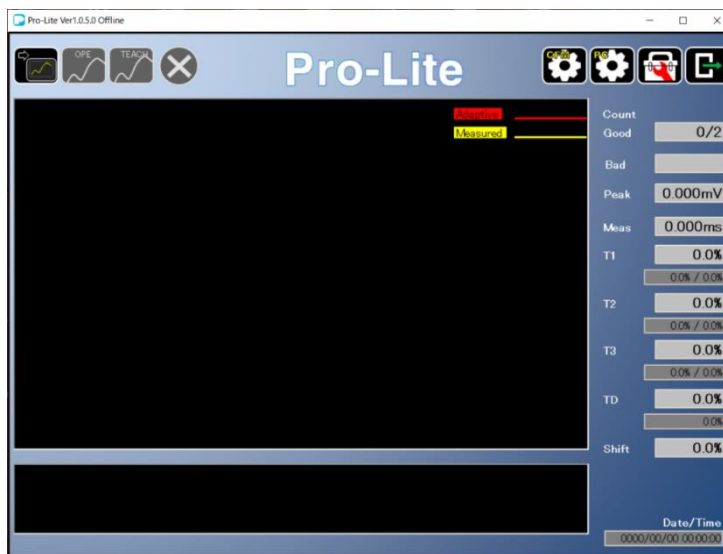 Pro-Lite Ver1.0.5.0 Offline
OPE TEACH
Pro-Lite
Adaptive
Measured
Count
Good 0/2
Bad
Peak 0.000mV
Meas 0.000ms
T1 0.0%
0.0% / 0.0%
T2 0.0%
0.0% / 0.0%
T3 0.0%
0.0% / 0.0%
TD 0.0%
0.0%
Shift 0.0%
Date/Time
0000/00/00 00:00:00